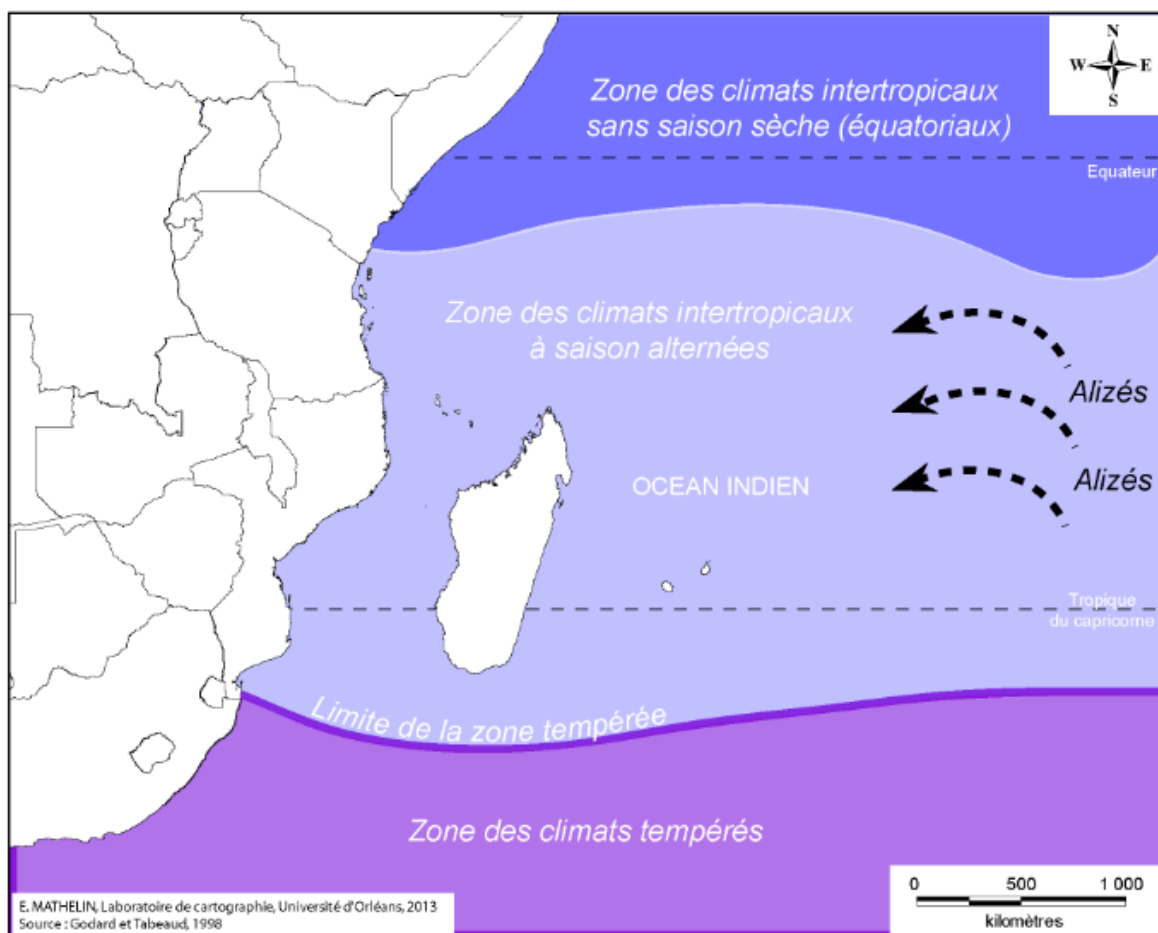 N
W E
S
Zone des climats intertropicaux
sans saison sèche (équatoriaux)
Equateur
Zone des climats intertropicaux
à saison alternées
Alizés
Alizés
OCEAN INDIEN
Tropique
du capricorne
Limite de la zone tempérée
Zone des climats tempérés
0 500 1 000
kilomètres
E. MATHELIN, Laboratoire de cartographie, Université d'Orléans, 2013
Source : Godard et Tabeaud, 1998